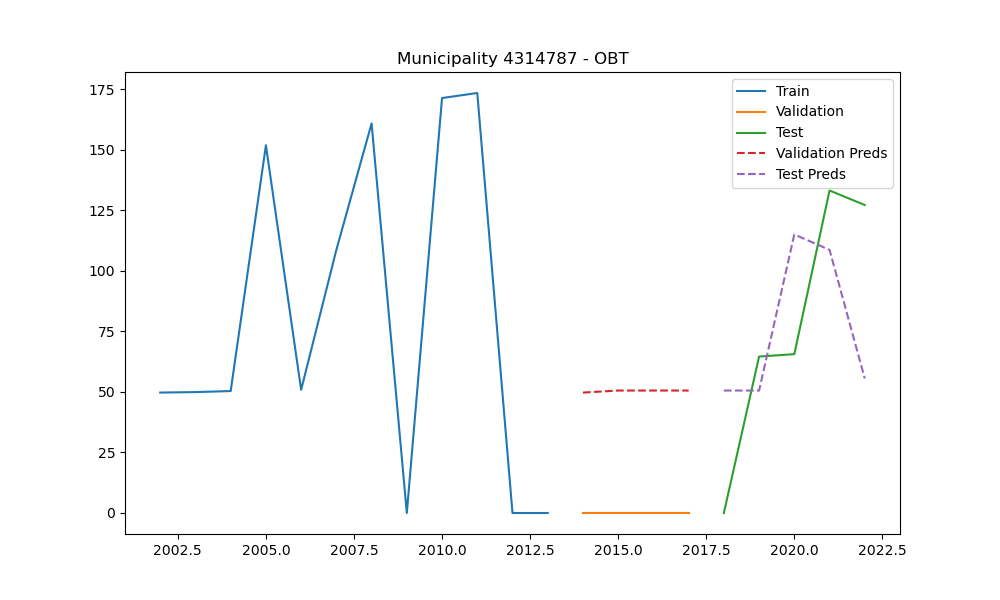 Municipality 4314787 - OBT
175
150
125
100
75
50
25
0
Train
Validation
Test
Validation Preds
Test Preds
2002.5 2005.0 2007.5 2010.0 2012.5 2015.0 2017.5 2020.0 2022.5